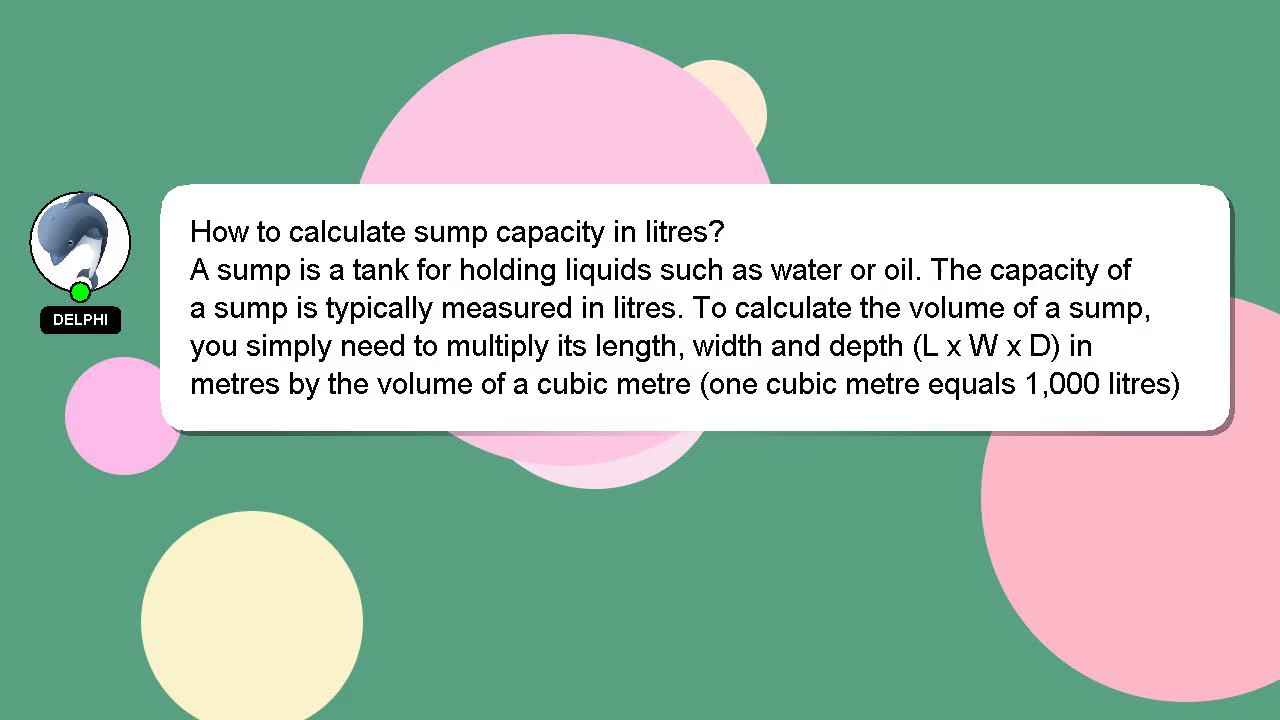 DELPHI
How to calculate sump capacity in litres?
A sump is a tank for holding liquids such as water or oil. The capacity of
a sump is typically measured in litres. To calculate the volume of a sump,
you simply need to multiply its length, width and depth (L x W x D) in
metres by the volume of a cubic metre (one cubic metre equals 1,000 litres)